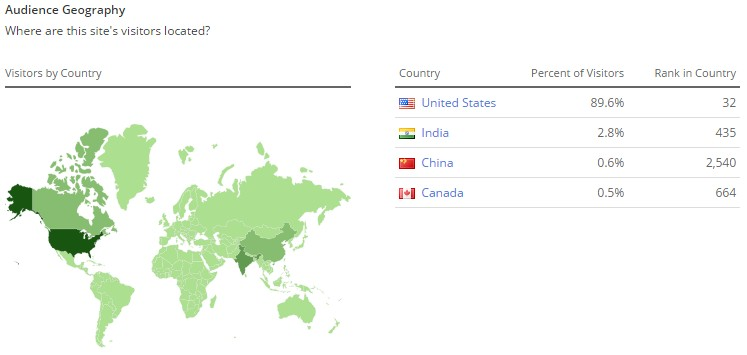 Audience Geography
Where are this site's visitors located?
Visitors by Country
Country Percent of Visitors Rank in Country
United States 89.6% 32
India 2.8% 435
China 0.6% 2,540
Canada 0.5% 664